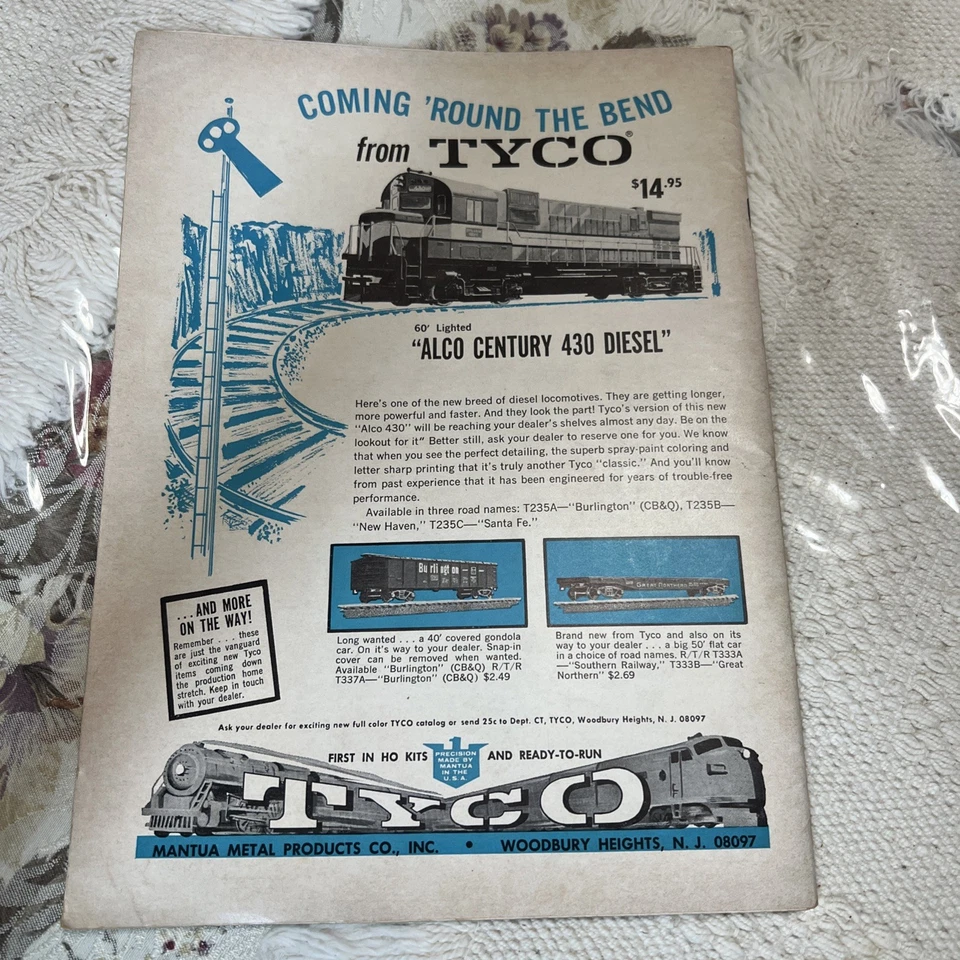 COMING 'ROUND THE BEND
from TYCO®
$14.95
60' Lighted
"ALCO CENTURY 430 DIESEL"
Here's one of the new breed of diesel locomotives. They are getting longer,
more powerful and faster. And they look the part! Tyco's version of this new
"Alco 430" will be reaching your dealer's shelves almost any day. Be on the
lookout for it" Better still, ask your dealer to reserve one for you. We know
that when you see the perfect detailing, the superb spray-paint coloring and
letter sharp printing that it's truly another Tyco "classic." And you'll know
from past experience that it has been engineered for years of trouble-free
performance.
Available in three road names: T235A—"Burlington" (CB&Q), T235B—
"New Haven," T235C—"Santa Fe."
Burlington
GREAT NORTHERN
...AND MORE
ON THE WAY!
Remember . . . these
are just the vanguard
of exciting new Tyco
items coming down
the production home
stretch. Keep in touch
with your dealer.
Long wanted . . . a 40' covered gondola
car. On it's way to your dealer. Snap-in
cover can be removed when wanted.
Available "Burlington" (CB&Q) R/T/R
T337A—"Burlington" (CB&Q) $2.49
Brand new from Tyco and also on its
way to your dealer . . . a big 50' flat car
in a choice of road names. R/T/R T333A
—"Southern Railway," T333B—"Great
Northern" $2.69
Ask your dealer for exciting new full color TYCO catalog or send 25c to Dept. CT, TYCO, Woodbury Heights, N. J. 08097
FIRST IN HO KITS
1
PRECISION
MADE BY
MANTUA
IN THE
U.S.A.
AND READY-TO-RUN
TYCO
MANTUA METAL PRODUCTS CO., INC. • WOODBURY HEIGHTS, N. J. 08097